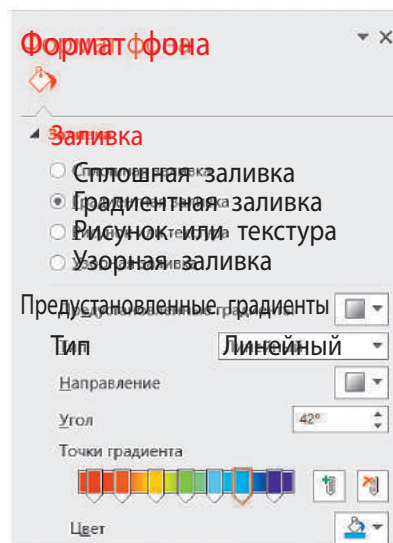 Формат фона
Заливка
Сплошная заливка
Градиентная заливка
Рисунок или текстура
Узорная заливка
Предустановленные градиенты
Тип Линейный
Направление
Угол 42°
Точки градиента
Цвет